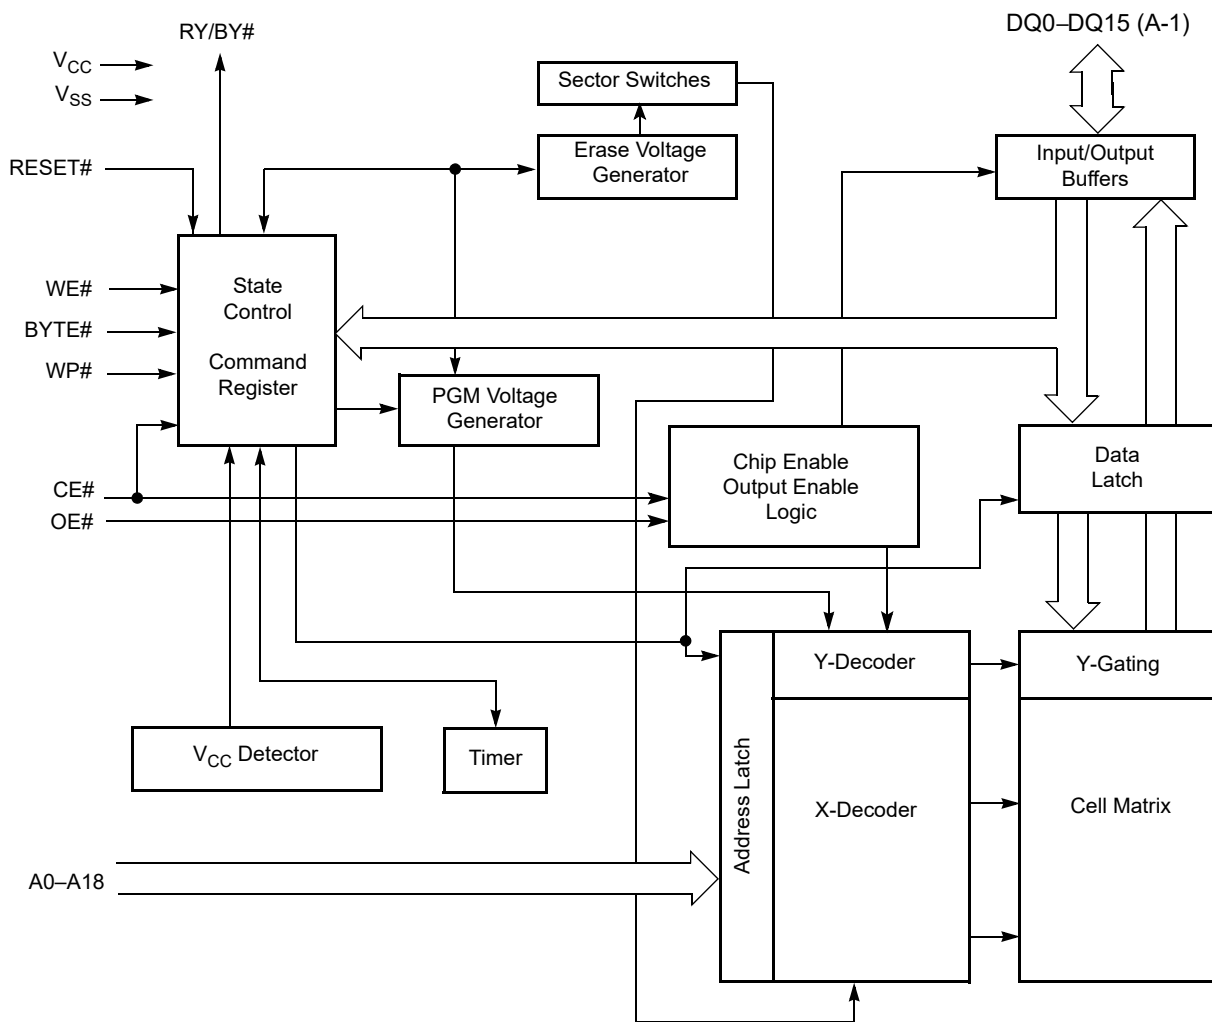 RY/BY#
DQ0–DQ15 (A-1)
VCC
VSS
Sector Switches
Erase Voltage
Generator
Input/Output
Buffers
RESET#
WE#
BYTE#
WP#
State
Control
Command
Register
PGM Voltage
Generator
CE#
OE#
Chip Enable
Output Enable
Logic
Data
Latch
Y-Decoder
Y-Gating
VCC Detector
Timer
Address Latch
X-Decoder
Cell Matrix
A0–A18